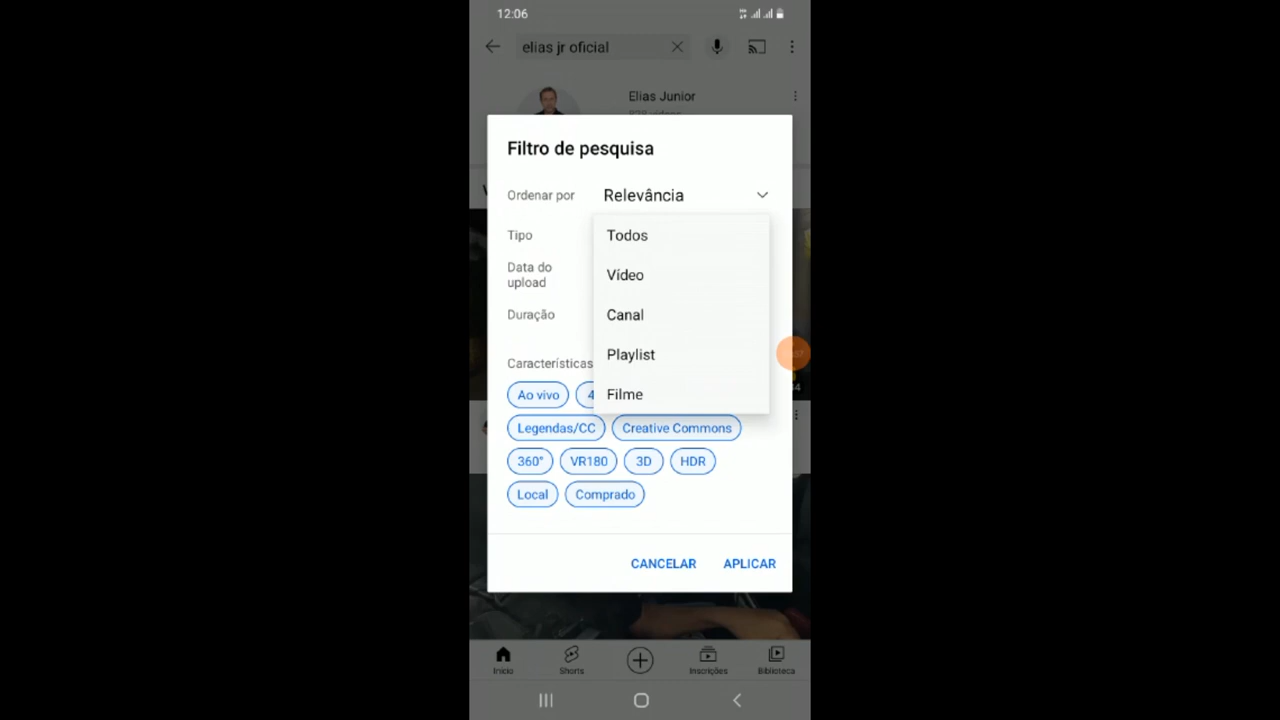 12:06
elias jr oficial
Elias Junior
Filtro de pesquisa
Ordenar por Relevância
Tipo
Todos
Vídeo
Data do
upload
Canal
Duração
Playlist
Características
Filme
Ao vivo 4
Legendas/CC Creative Commons
360° VR180 3D HDR
Local Comprado
CANCELAR APLICAR
Início Shorts Inscrições Biblioteca